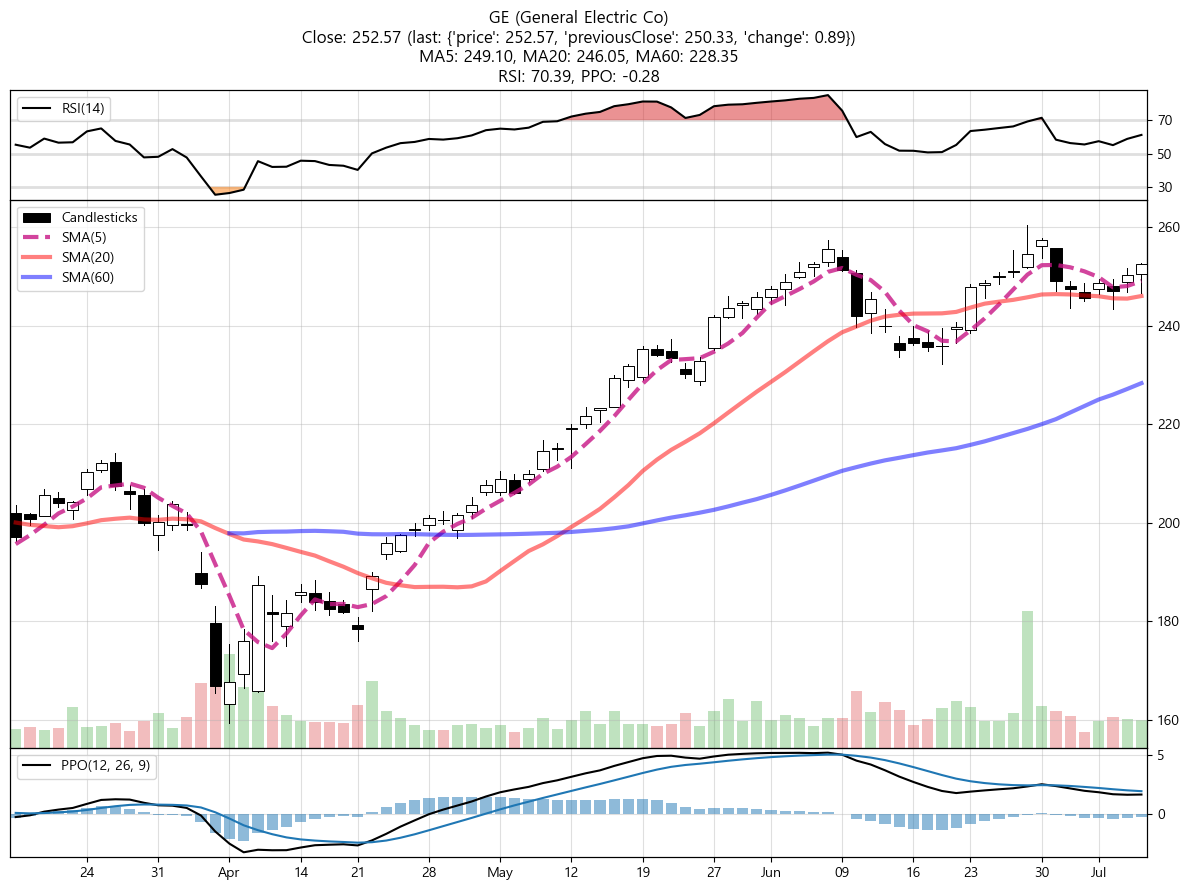 GE (General Electric Co)
Close: 252.57 (last: {'price': 252.57, 'previousClose': 250.33, 'change': 0.89})
MA5: 249.10, MA20: 246.05, MA60: 228.35
RSI: 70.39, PPO: -0.28
RSI(14)
70
50
30
Candlesticks
SMA(5)
SMA(20)
SMA(60)
260
240
220
200
180
160
PPO(12, 26, 9)
5
0
24 31 Apr 14 21 28 May 12 19 27 Jun 09 16 23 30 Jul